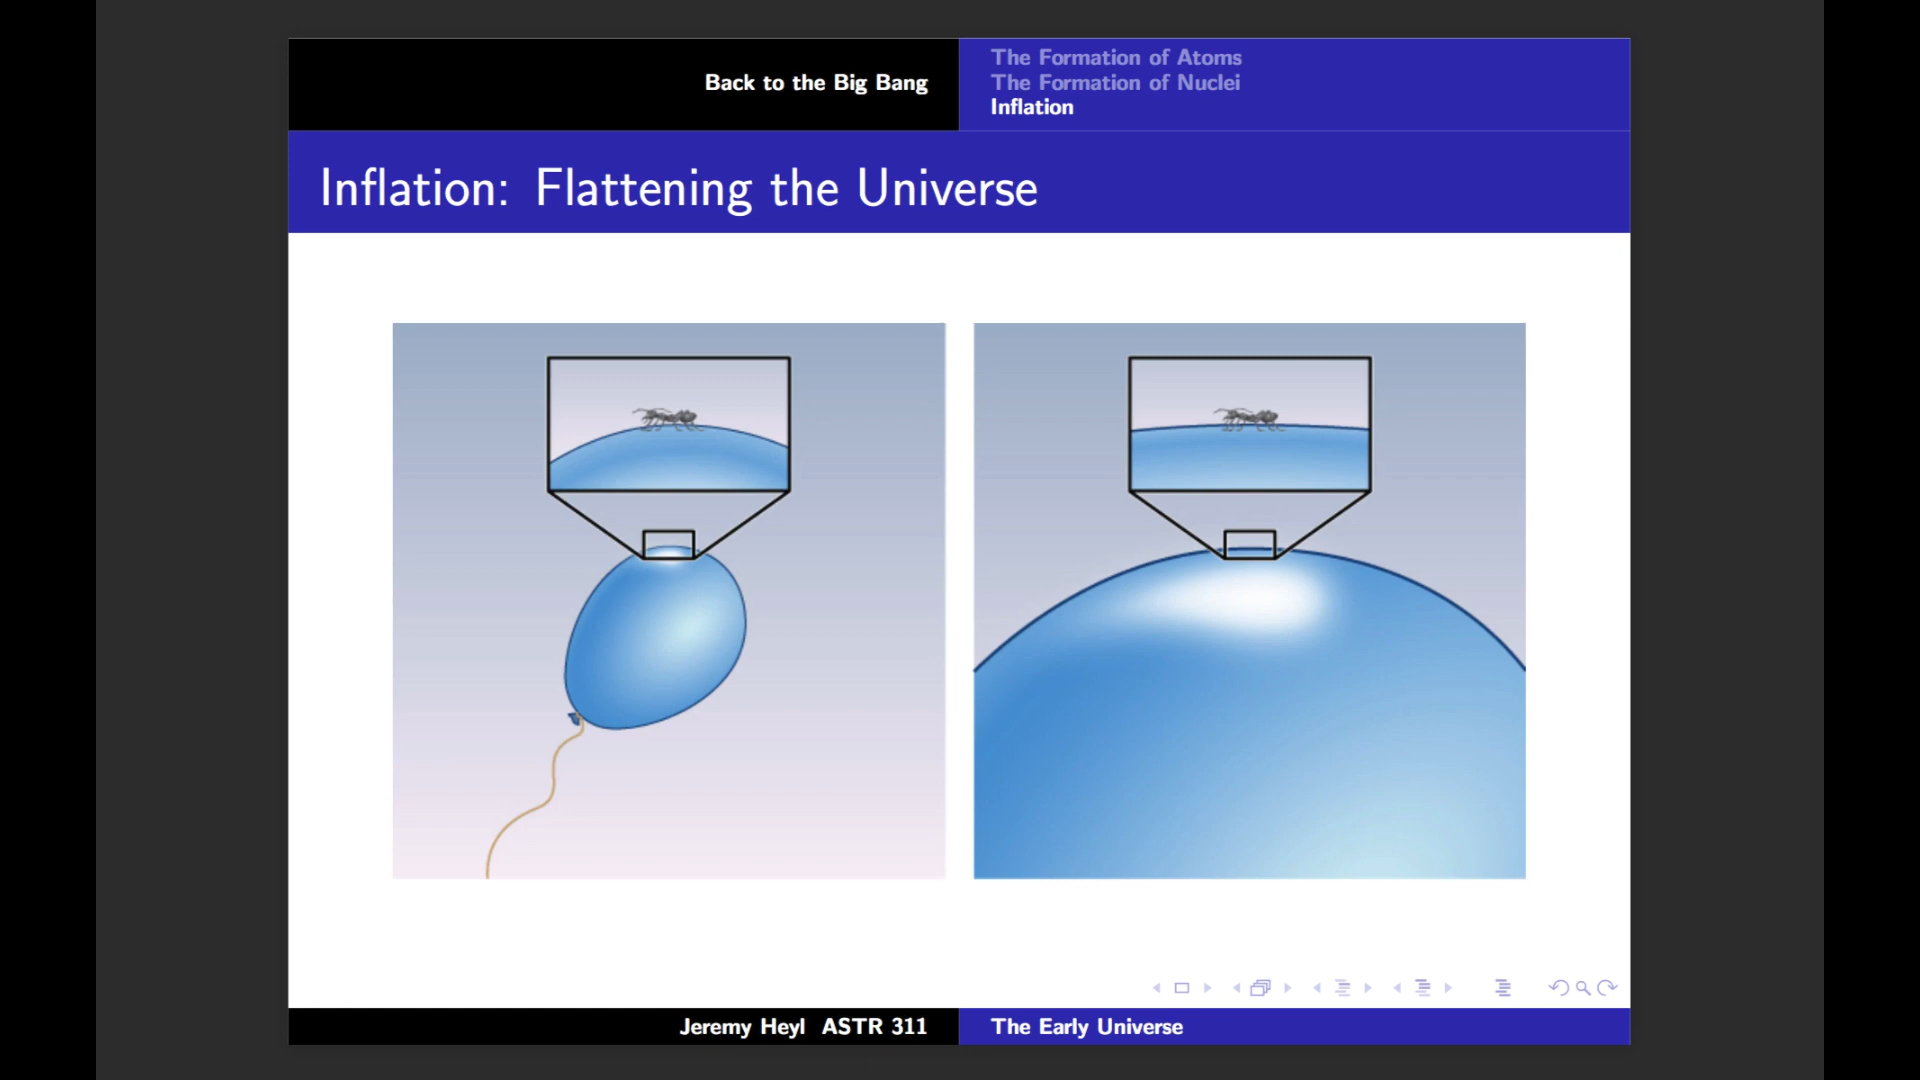 Back to the Big Bang
The Formation of Atoms
The Formation of Nuclei
Inflation
Inflation: Flattening the Universe
Jeremy Heyl ASTR 311
The Early Universe